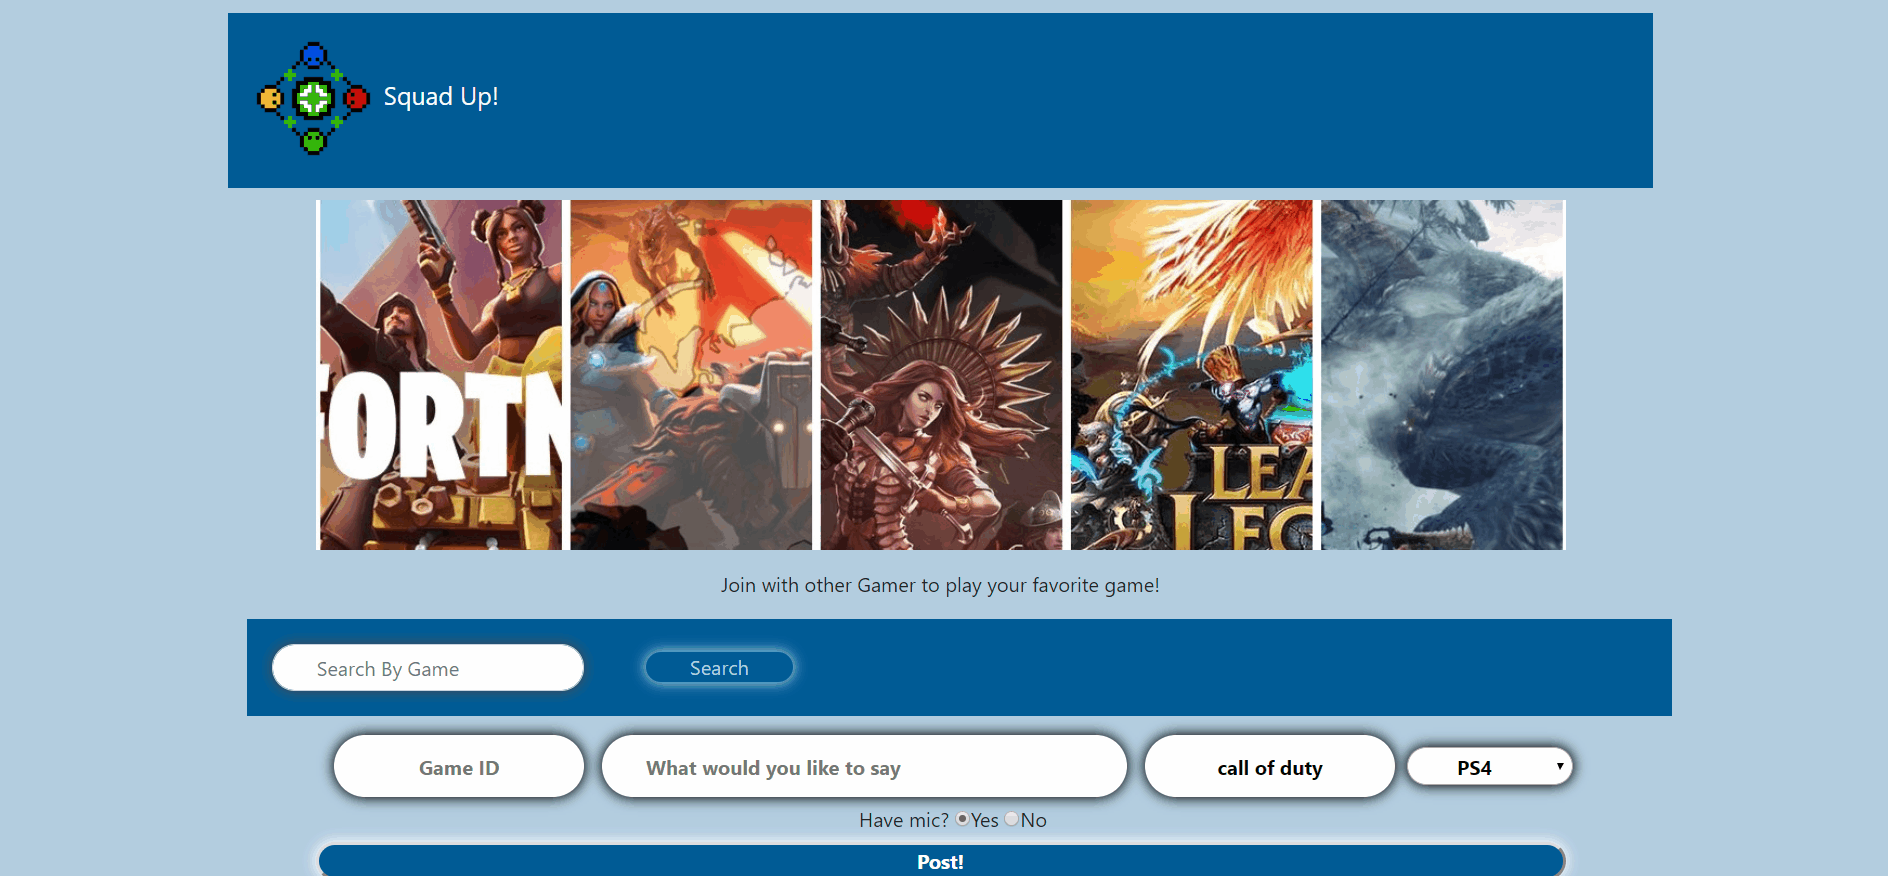 Squad Up!
FORTN
LEA
LEG
Join with other Gamer to play your favorite game!
Search By Game
Search
Game ID
What would you like to say
call of duty
PS4
Have mic? Yes No
Post!